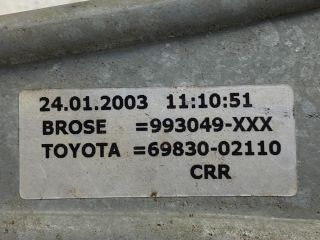 24.01.2003 11:10:51
BROSE =993049-XXX
TOYOTA =69830-02110
CRR